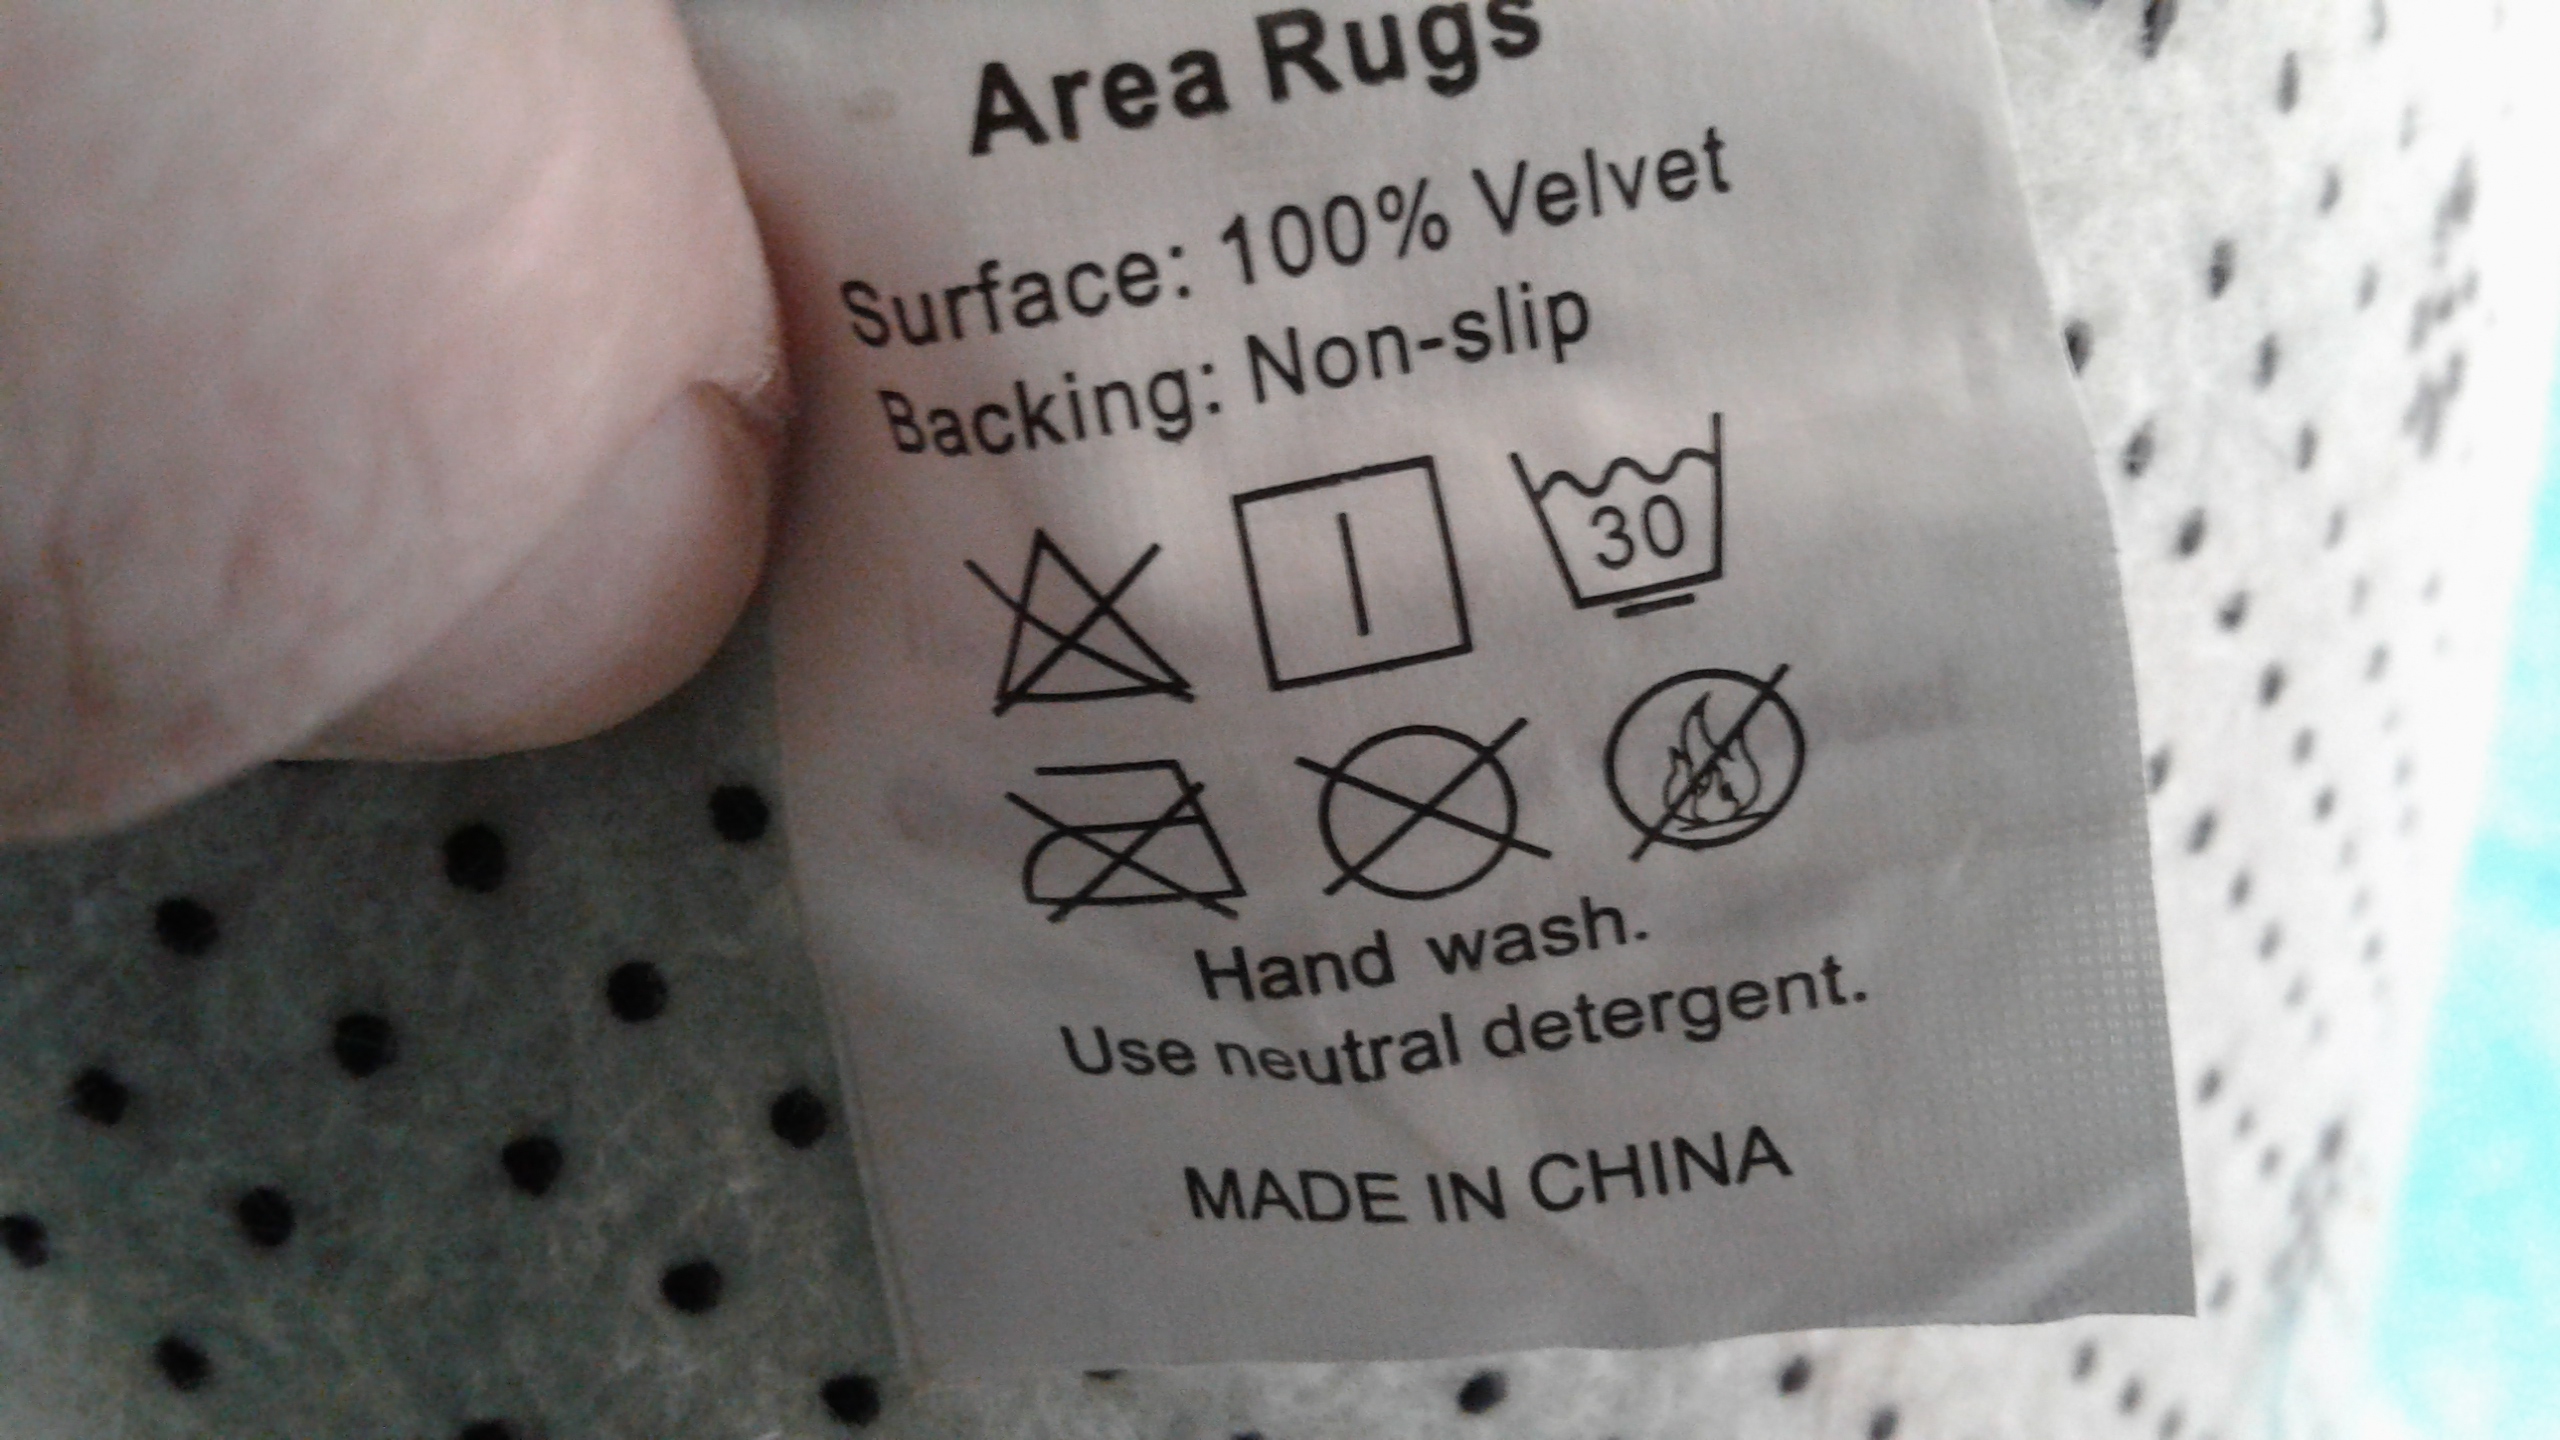 Area Rugs
Surface: 100% Velvet
Backing: Non-slip
30
Hand wash.
Use neutral detergent.
MADE IN CHINA